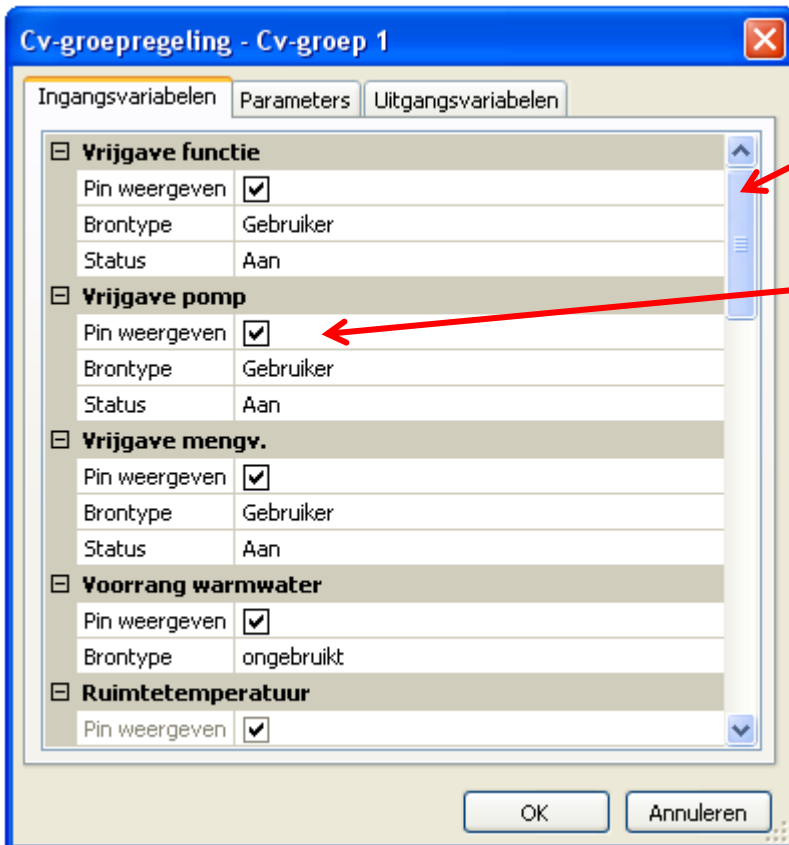 Cv-groepregeling - Cv-groep 1
Ingangsvariabelen Parameters Uitgangsvariabelen
Vrijgave functie
Pin weergeven
Brontype Gebruiker
Status Aan
Vrijgave pomp
Pin weergeven
Brontype Gebruiker
Status Aan
Vrijgave mengv.
Pin weergeven
Brontype Gebruiker
Status Aan
Voorrang warmwater
Pin weergeven
Brontype ongebruikt
Ruimtetemperatuur
Pin weergeven
OK Annuleren